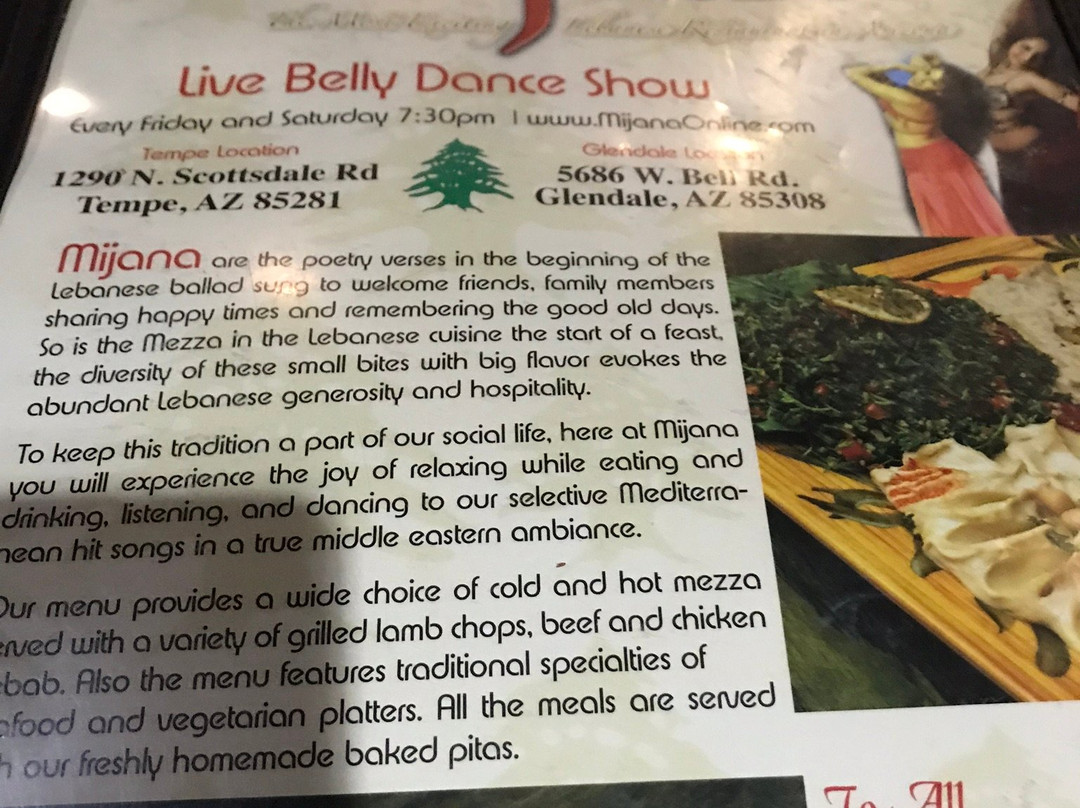 Live Belly Dance Show
Every Friday and Saturday 7:30pm | www.MijanaOnline.com
Tempe Location
1290 N. Scottsdale Rd
Tempe, AZ 85281
Glendale
5686 W. Bell Rd.
Glendale, AZ 85308
Mijana are the poetry verses in the beginning of the
Lebanese ballad sung to welcome friends, family members
sharing happy times and remembering the good old days.
So is the Mezza in the Lebanese cuisine the start of a feast,
the diversity of these small bites with big flavor evokes the
abundant Lebanese generosity and hospitality.
To keep this tradition a part of our social life, here at Mijana
you will experience the joy of relaxing while eating and
drinking, listening, and dancing to our selective Mediterra-
nean hit songs in a true middle eastern ambiance.
Our menu provides a wide choice of cold and hot mezza
erved with a variety of grilled lamb chops, beef and chicken
bab. Also the menu features traditional specialties of
afood and vegetarian platters. All the meals are served
h our freshly homemade baked pitas.
To All